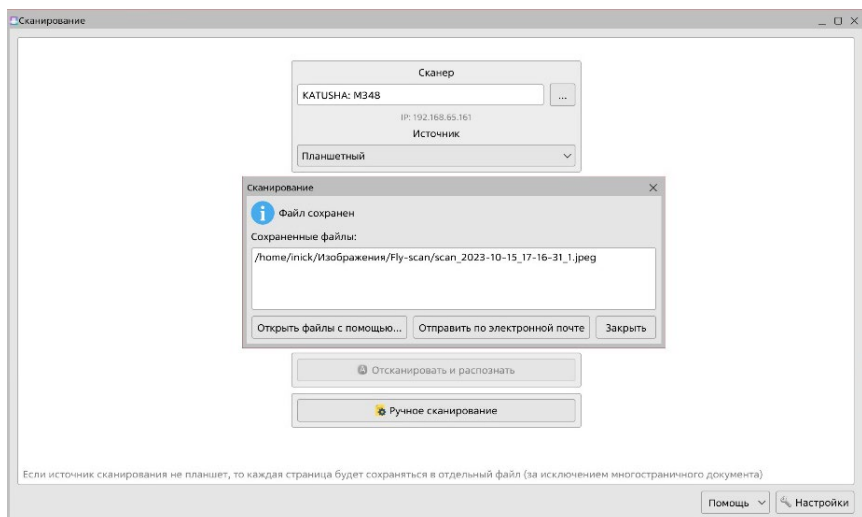 Сканирование
Сканер
KATUSHA: M348
...
IP: 192.168.65.161
Источник
Планшетный
Сканирование
Файл сохранен
Сохраненные файлы:
/home/inick/Изображения/Fly-scan/scan_2023-10-15_17-16-31_1.jpeg
Открыть файлы с помощью... Отправить по электронной почте Закрыть
Отсканировать и распознать
Ручное сканирование
Если источник сканирования не планшет, то каждая страница будет сохраняться в отдельный файл (за исключением многостраничного документа)
Помощь Настройки